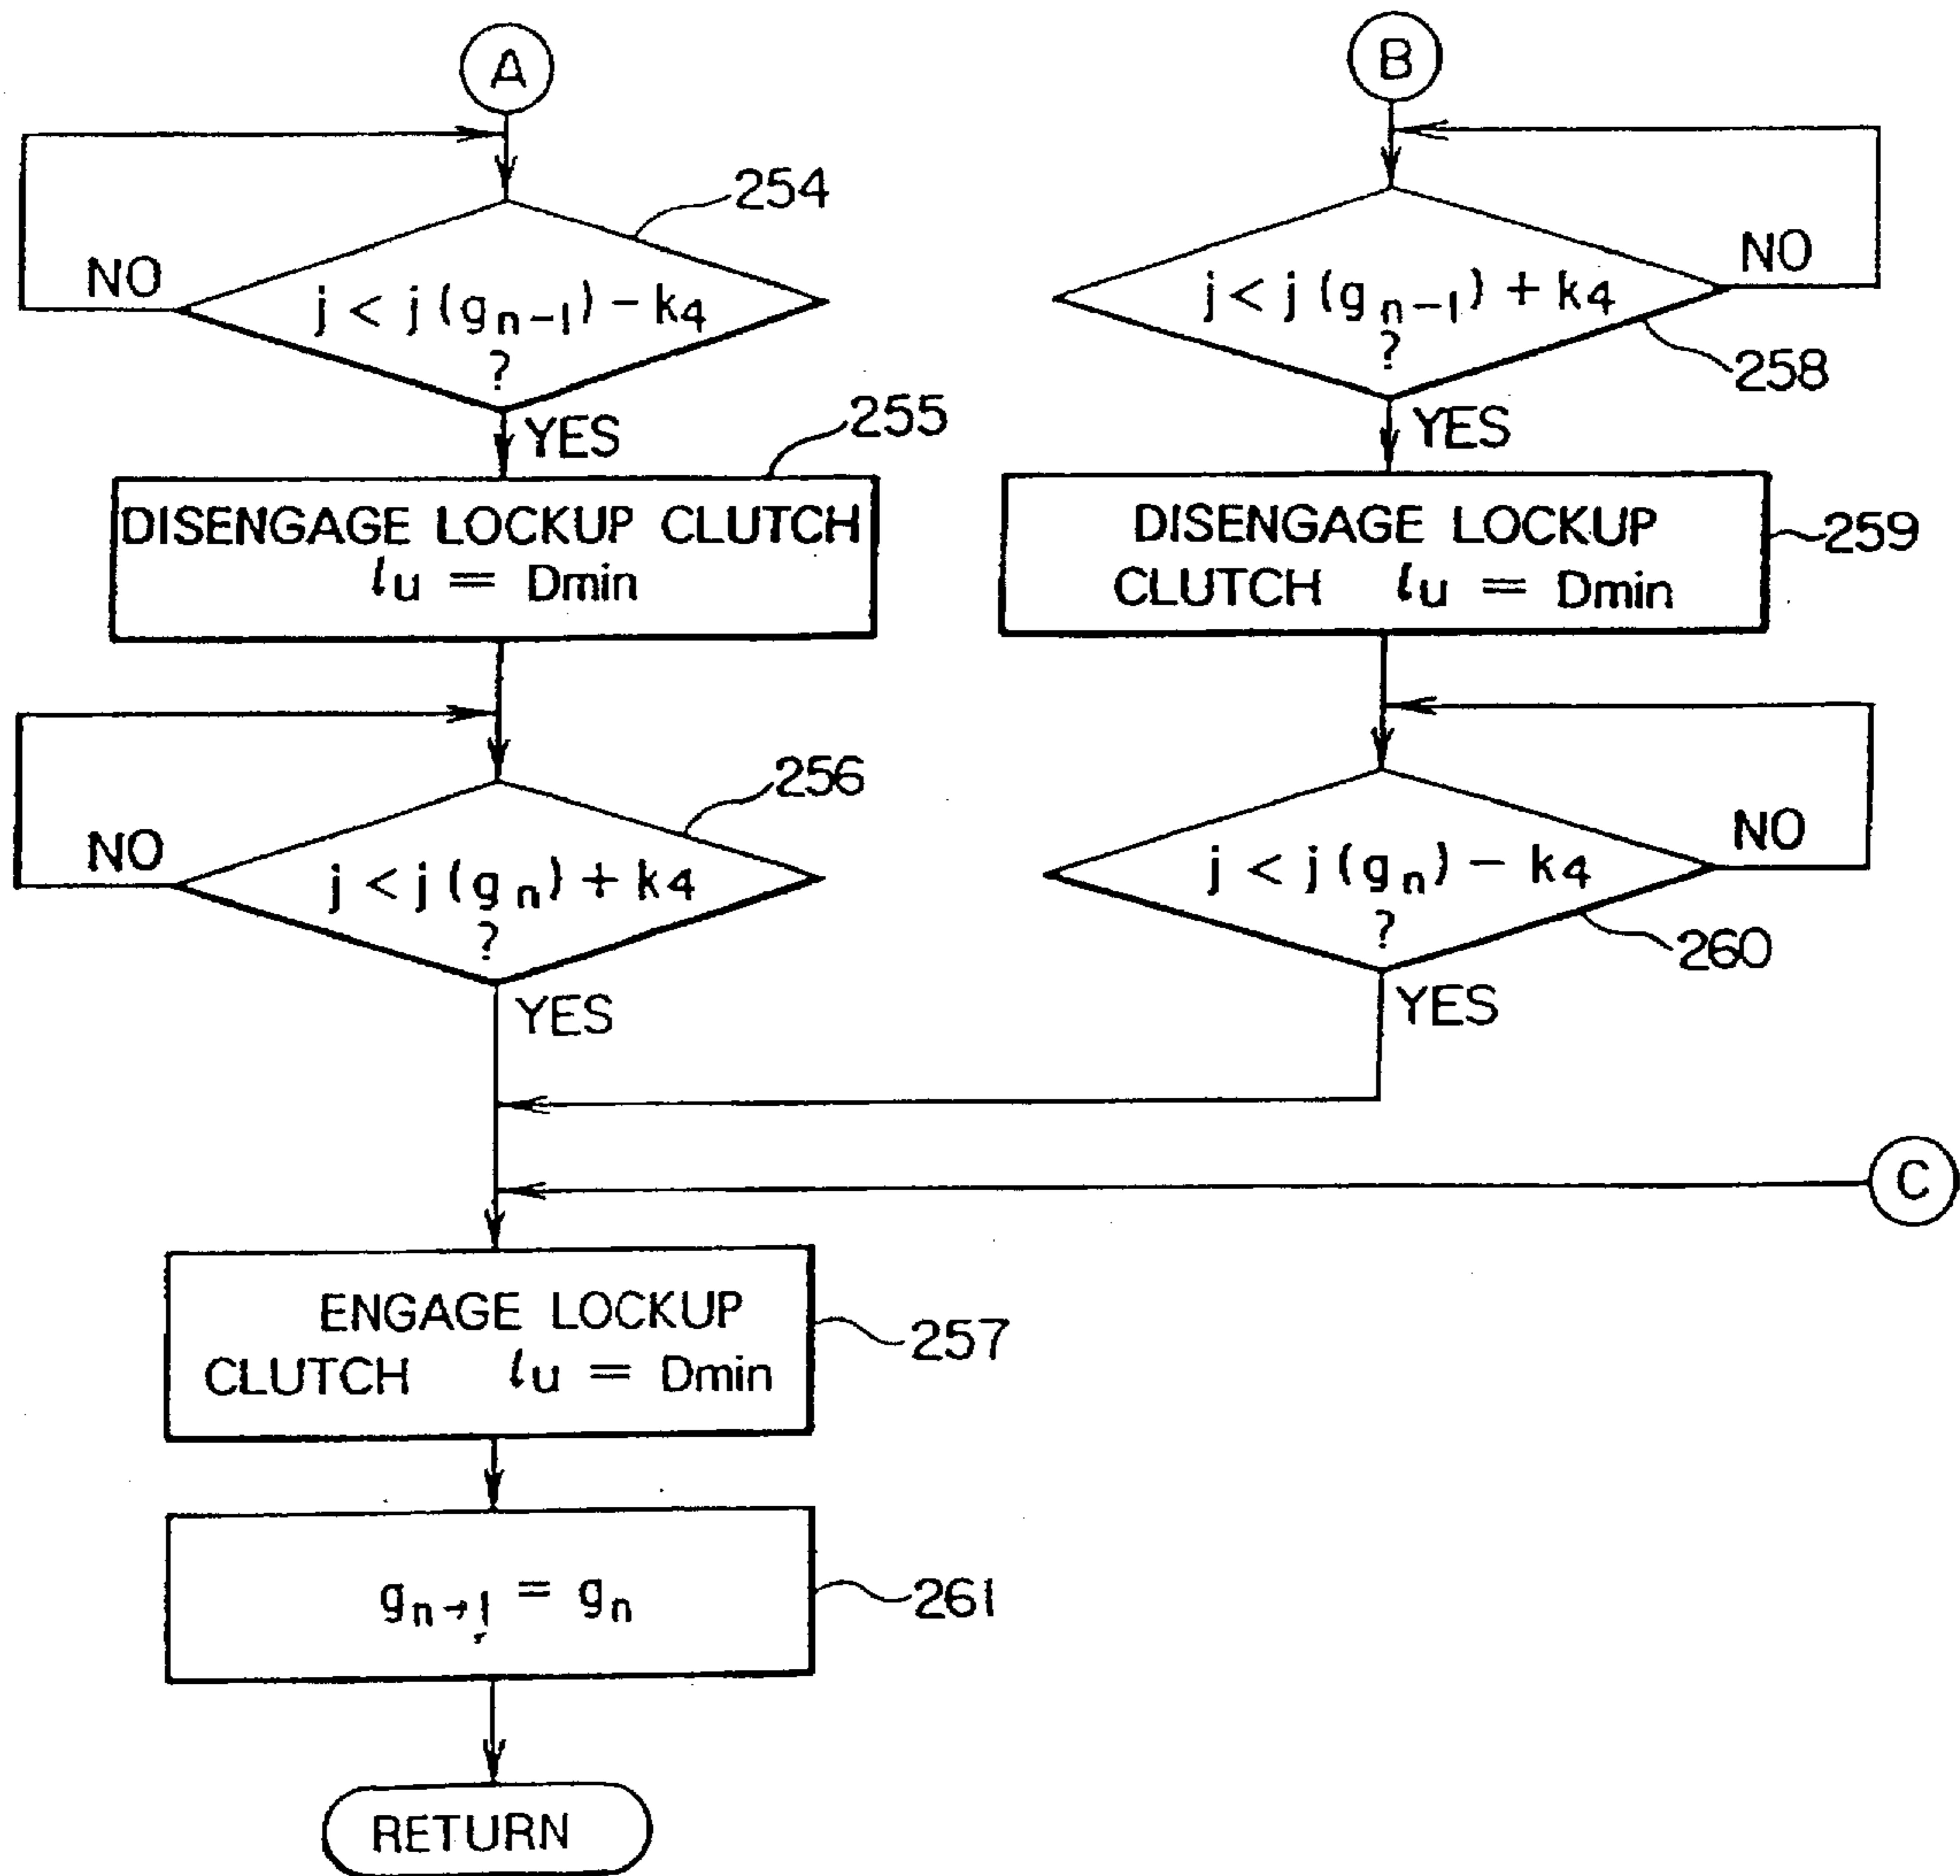 A
B
254
NO
j < j(gn-1) - k4
?
YES
NO
j < j(gn-1) + k4
?
258
YES
255
DISENGAGE LOCKUP CLUTCH
lu = Dmin
DISENGAGE LOCKUP
CLUTCH lu = Dmin
259
256
NO
j < j(gn) + k4
?
YES
NO
j < j(gn) - k4
?
260
YES
C
ENGAGE LOCKUP
CLUTCH lu = Dmin
257
gn-1 = gn
261
RETURN